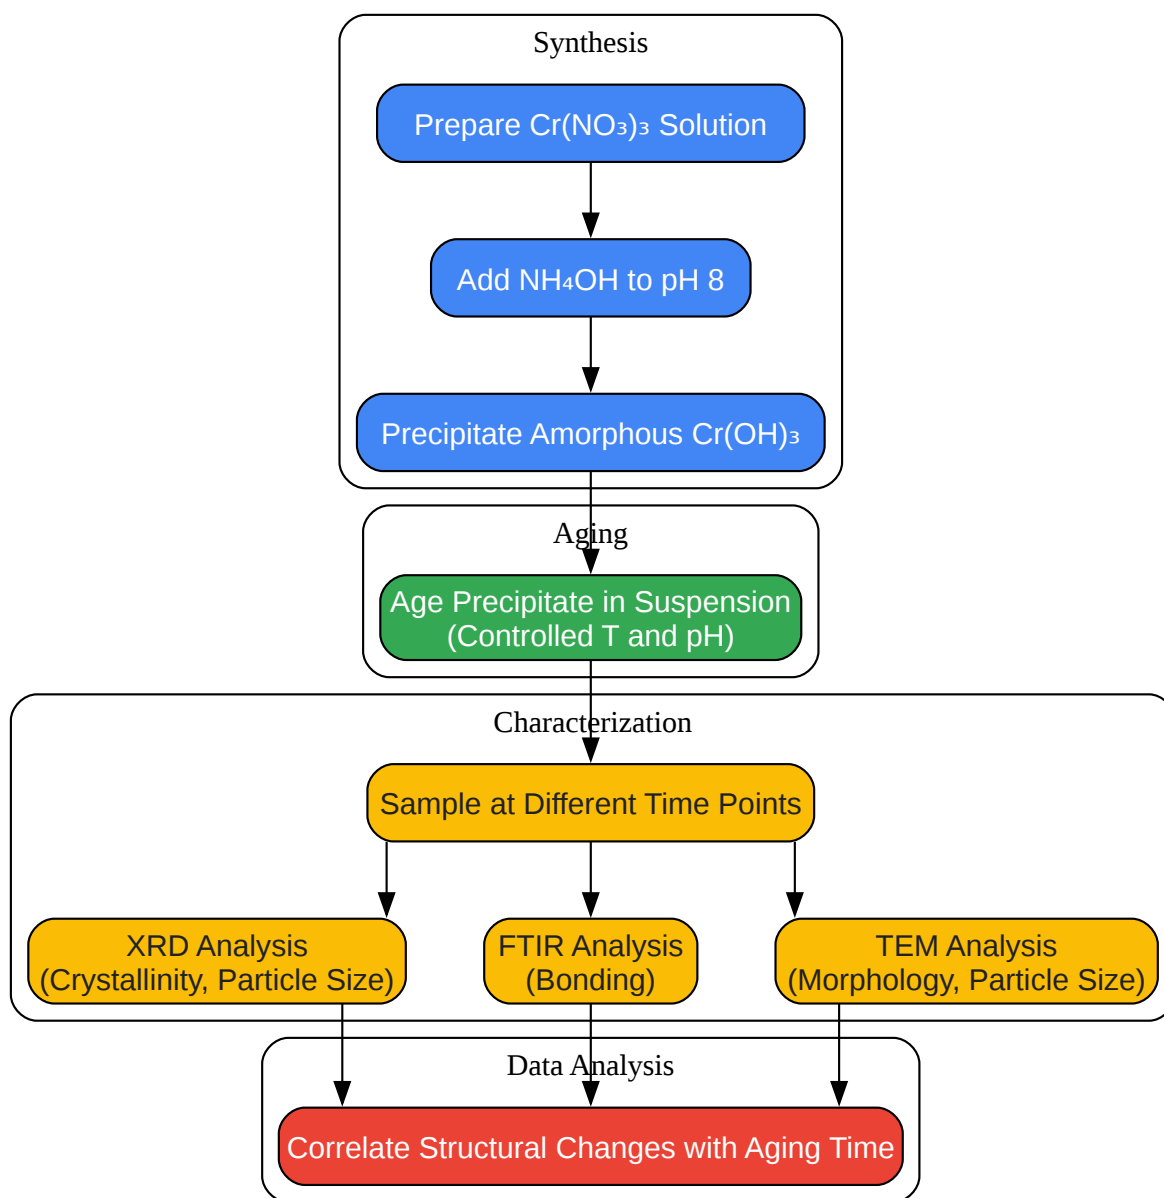 Synthesis
Prepare Cr(NO₃)₃ Solution
Add NH₄OH to pH 8
Precipitate Amorphous Cr(OH)₃
Aging
Age Precipitate in Suspension
(Controlled T and pH)
Characterization
Sample at Different Time Points
XRD Analysis
(Crystallinity, Particle Size)
FTIR Analysis
(Bonding)
TEM Analysis
(Morphology, Particle Size)
Data Analysis
Correlate Structural Changes with Aging Time